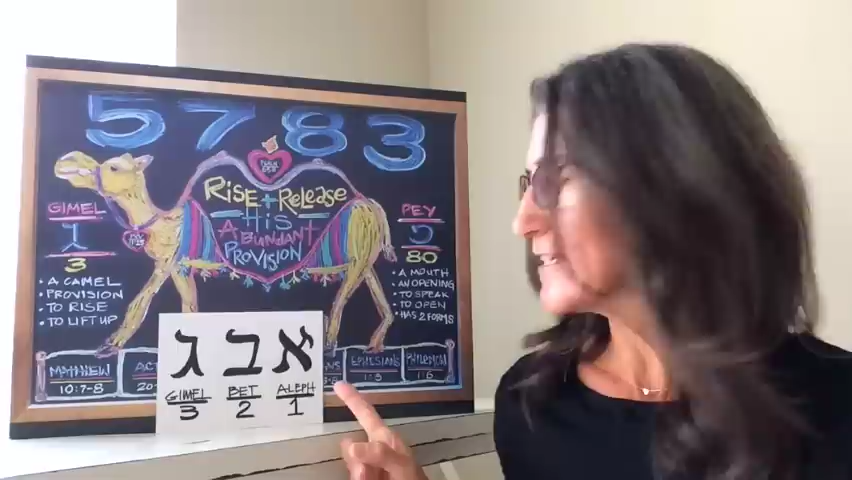 5783
RISE + RELEASE
HIS
ABUNDANT
PROVISION
GIMEL
ג
3
• A CAMEL
• PROVISION
• TO RISE
• TO LIFT UP
PEY
פ
80
• A MOUTH
• AN OPENING
• TO SPEAK
• TO OPEN
• HAS 2 FORMS
MATTHEW
10:7-8
EPHESIANS
1:3
PHILEMON
1:6
א ב ג
GIMEL BET ALEPH
3 2 1